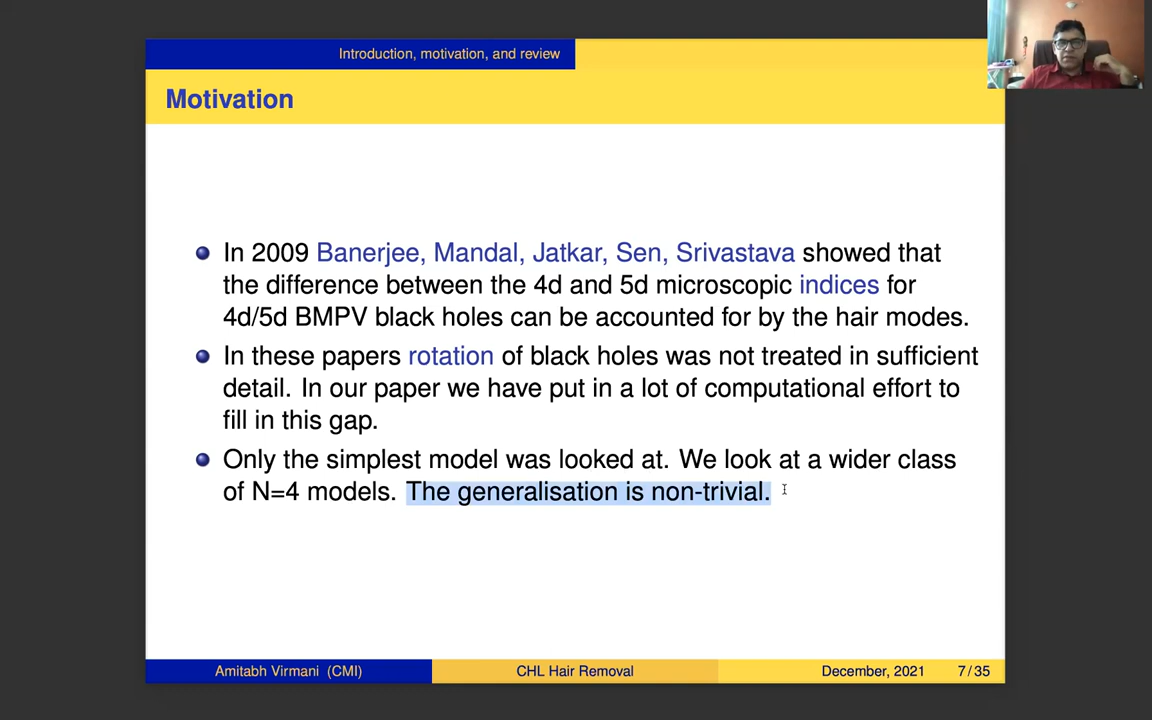 Introduction, motivation, and review
Motivation
In 2009 Banerjee, Mandal, Jatkar, Sen, Srivastava showed that
the difference between the 4d and 5d microscopic indices for
4d/5d BMPV black holes can be accounted for by the hair modes.
In these papers rotation of black holes was not treated in sufficient
detail. In our paper we have put in a lot of computational effort to
fill in this gap.
Only the simplest model was looked at. We look at a wider class
of N=4 models. The generalisation is non-trivial.
Amitabh Virmani (CMI) CHL Hair Removal December, 2021 7/35